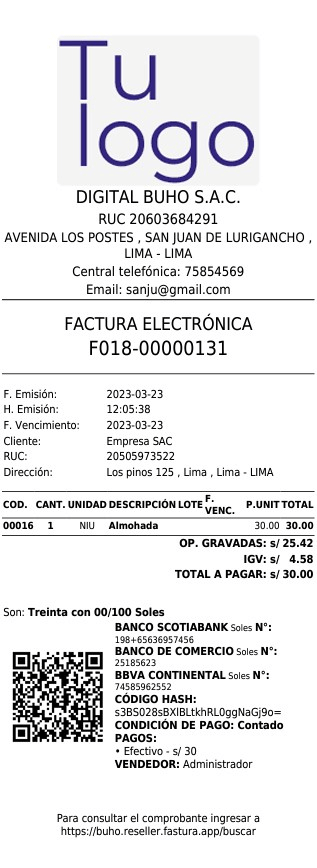 Tu
logo
DIGITAL BUHO S.A.C.
RUC 20603684291
AVENIDA LOS POSTES , SAN JUAN DE LURIGANCHO ,
LIMA - LIMA
Central telefónica: 75854569
Email: sanju@gmail.com
FACTURA ELECTRÓNICA
F018-00000131
F. Emisión: 2023-03-23
H. Emisión: 12:05:38
F. Vencimiento: 2023-03-23
Cliente: Empresa SAC
RUC: 20505973522
Dirección: Los pinos 125 , Lima , Lima - LIMA
COD. CANT. UNIDAD DESCRIPCIÓN LOTE F. VENC. P.UNIT TOTAL
00016 1 NIU Almohada 30.00 30.00
OP. GRAVADAS: s/ 25.42
IGV: s/ 4.58
TOTAL A PAGAR: s/ 30.00
Son: Treinta con 00/100 Soles
BANCO SCOTIABANK Soles N°:
198+65636957456
BANCO DE COMERCIO Soles N°:
25185623
BBVA CONTINENTAL Soles N°:
74585962552
CÓDIGO HASH:
s3BS028sBXlBLtkhRL0ggNaGj9o=
CONDICIÓN DE PAGO: Contado
PAGOS:
• Efectivo - s/ 30
VENDEDOR: Administrador
Para consultar el comprobante ingresar a
https://buho.reseller.fastura.app/buscar